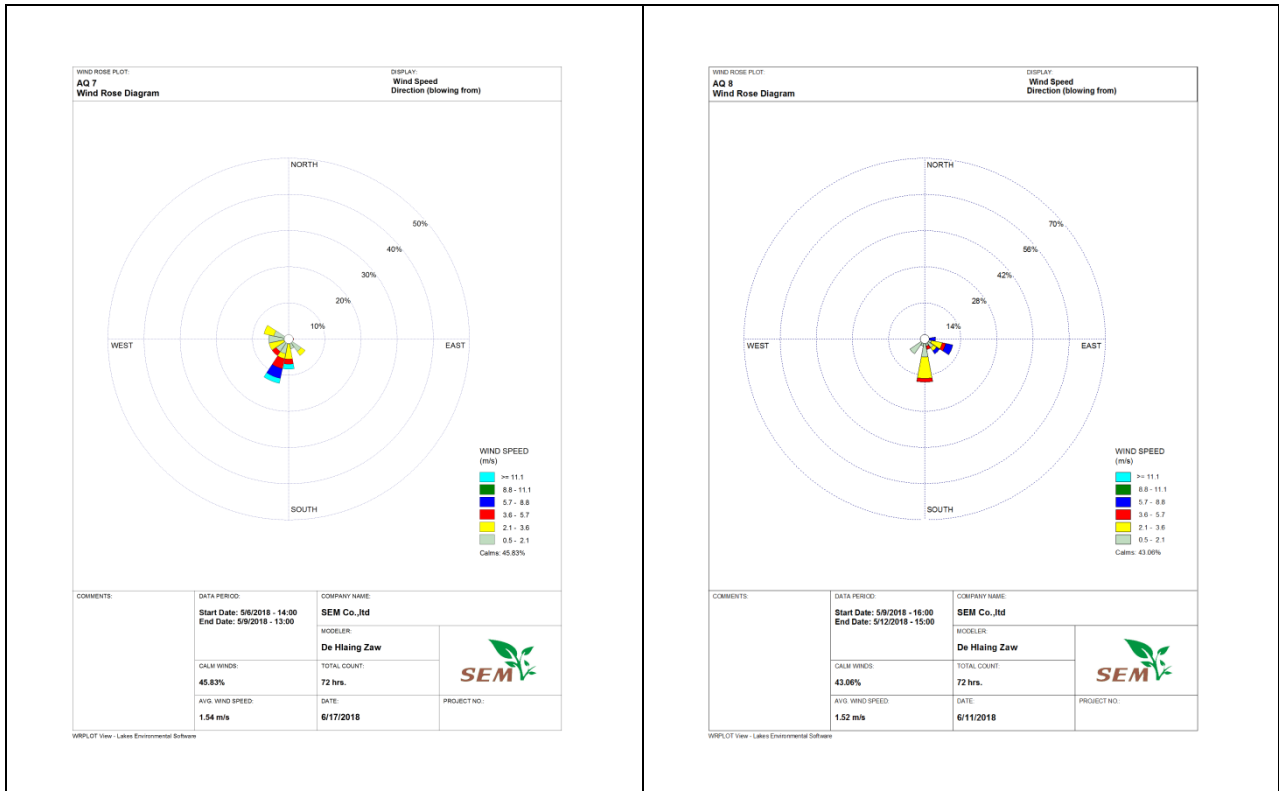 WIND ROSE PLOT:
AQ 7
Wind Rose Diagram
DISPLAY:
Wind Speed
Direction (blowing from)
NORTH
50%
40%
30%
20%
10%
WEST
EAST
SOUTH
WIND SPEED
(m/s)
>= 11.1
8.8 - 11.1
5.7 - 8.8
3.6 - 5.7
2.1 - 3.6
0.5 - 2.1
Calms: 45.83%
COMMENTS:
DATA PERIOD:
Start Date: 5/6/2018 - 14:00
End Date: 5/9/2018 - 13:00
COMPANY NAME:
SEM Co.,ltd
MODELER:
De Hlaing Zaw
SEM
CALM WINDS:
45.83%
TOTAL COUNT:
72 hrs.
AVG. WIND SPEED:
1.54 m/s
DATE:
6/17/2018
PROJECT NO.:
WRPLOT View - Lakes Environmental Software
WIND ROSE PLOT:
AQ 8
Wind Rose Diagram
DISPLAY:
Wind Speed
Direction (blowing from)
NORTH
70%
56%
42%
28%
14%
WEST
EAST
SOUTH
WIND SPEED
(m/s)
>= 11.1
8.8 - 11.1
5.7 - 8.8
3.6 - 5.7
2.1 - 3.6
0.5 - 2.1
Calms: 43.06%
COMMENTS:
DATA PERIOD:
Start Date: 5/9/2018 - 16:00
End Date: 5/12/2018 - 15:00
COMPANY NAME:
SEM Co.,ltd
MODELER:
De Hlaing Zaw
SEM
CALM WINDS:
43.06%
TOTAL COUNT:
72 hrs.
AVG. WIND SPEED:
1.52 m/s
DATE:
6/11/2018
PROJECT NO.:
WRPLOT View - Lakes Environmental Software